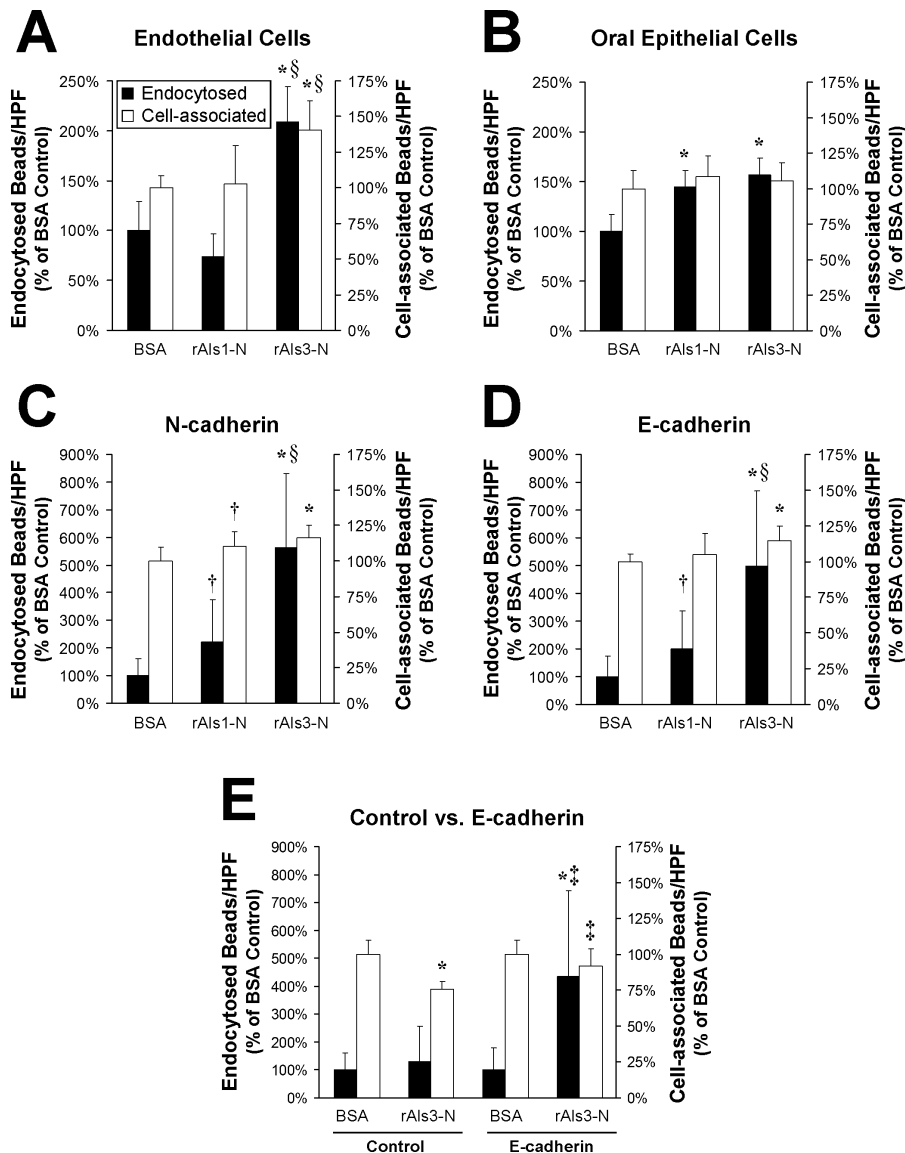 A
Endothelial Cells
Endocytosed Beads/HPF
(% of BSA Control)
250%
200%
150%
100%
50%
0%
Endocytosed
Cell-associated
*§
*§
175%
150%
125%
100%
75%
50%
25%
0%
Cell-associated Beads/HPF
(% of BSA Control)
BSA rAls1-N rAls3-N
B
Oral Epithelial Cells
Endocytosed Beads/HPF
(% of BSA Control)
250%
200%
150%
100%
50%
0%
*
*
175%
150%
125%
100%
75%
50%
25%
0%
Cell-associated Beads/HPF
(% of BSA Control)
BSA rAls1-N rAls3-N
C
N-cadherin
Endocytosed Beads/HPF
(% of BSA Control)
900%
800%
700%
600%
500%
400%
300%
200%
100%
0%
†
†
*§
*
175%
150%
125%
100%
75%
50%
25%
0%
Cell-associated Beads/HPF
(% of BSA Control)
BSA rAls1-N rAls3-N
D
E-cadherin
Endocytosed Beads/HPF
(% of BSA Control)
900%
800%
700%
600%
500%
400%
300%
200%
100%
0%
†
*§
*
175%
150%
125%
100%
75%
50%
25%
0%
Cell-associated Beads/HPF
(% of BSA Control)
BSA rAls1-N rAls3-N
E
Control vs. E-cadherin
Endocytosed Beads/HPF
(% of BSA Control)
900%
800%
700%
600%
500%
400%
300%
200%
100%
0%
*
*‡
‡
175%
150%
125%
100%
75%
50%
25%
0%
Cell-associated Beads/HPF
(% of BSA Control)
BSA rAls3-N BSA rAls3-N
Control E-cadherin